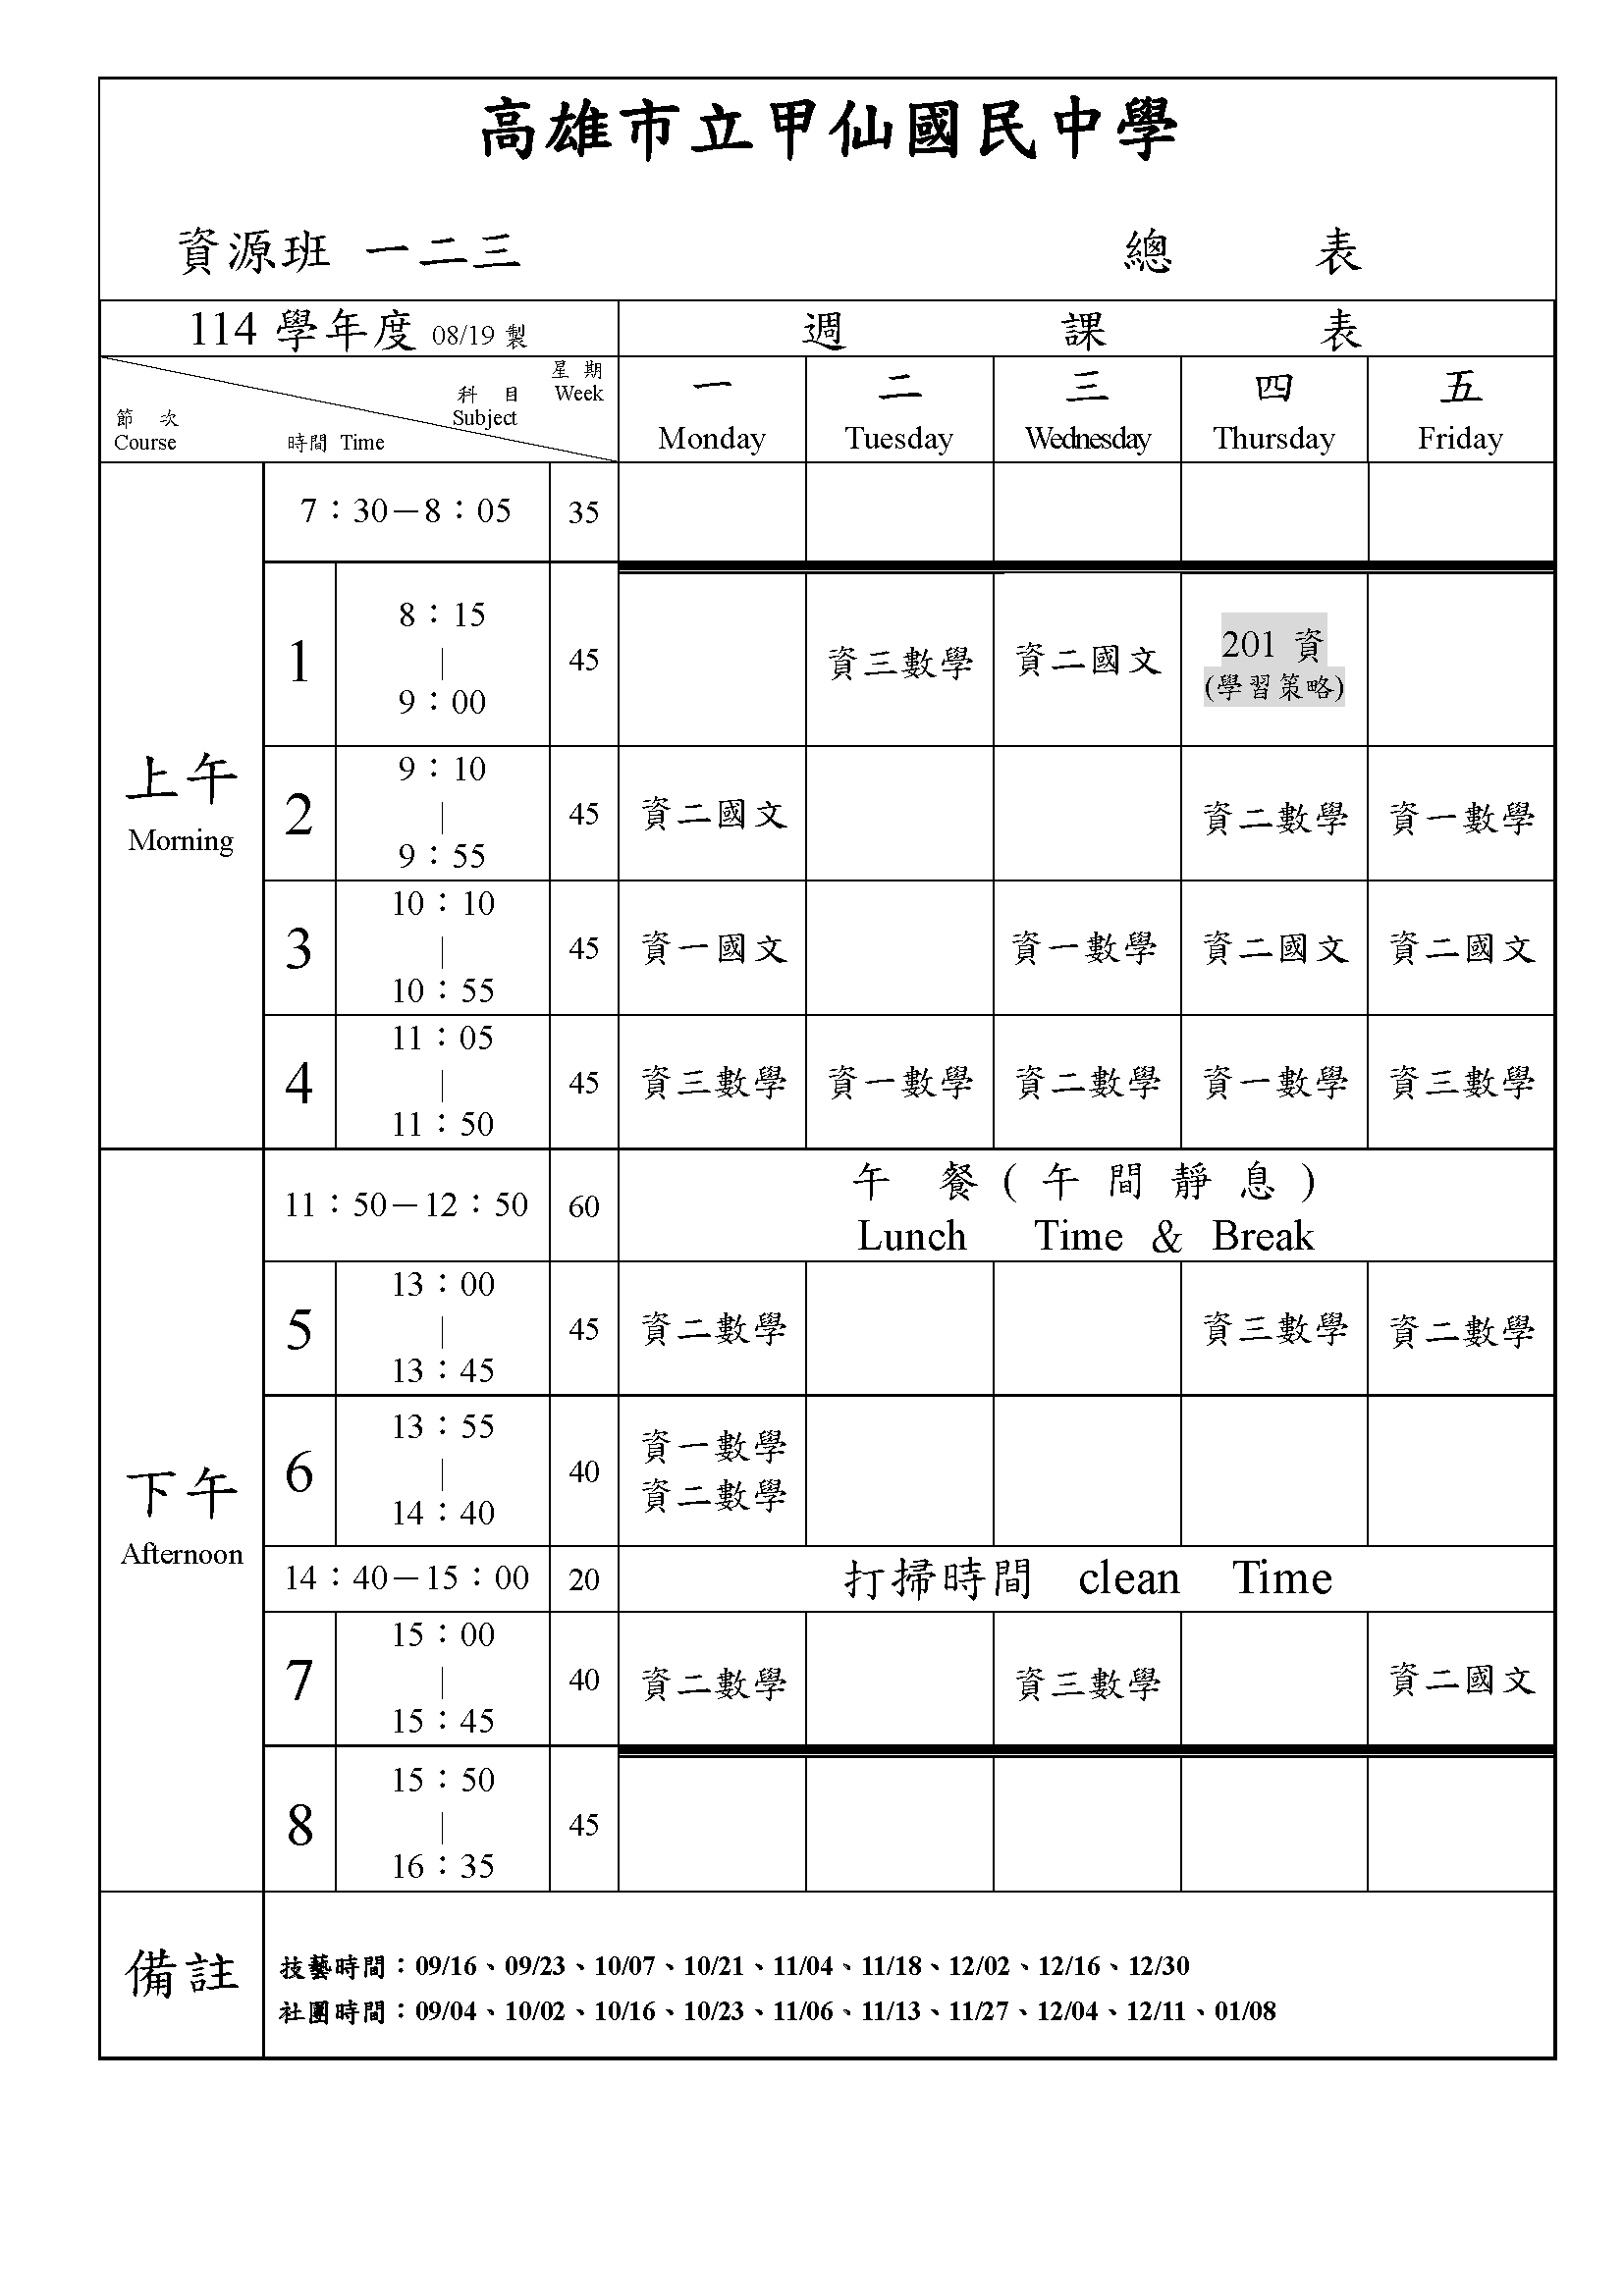 高雄市立甲仙國民中學
資源班 一二三 總 表
114 學年度 08/19 製 週 課 表
星 期
Week
科 目
Subject
節 次
Course
時間 Time
一 二 三 四 五
Monday Tuesday Wednesday Thursday Friday
上午
Morning
7：30－8：05 35
1 8：15｜9：00 45 資三數學 資二國文 201 資
(學習策略)
2 9：10｜9：55 45 資二國文 資二數學 資一數學
3 10：10｜10：55 45 資一國文 資一數學 資二國文 資二國文
4 11：05｜11：50 45 資三數學 資一數學 資二數學 資一數學 資三數學
下午
Afternoon
11：50－12：50 60 午 餐 ( 午 間 靜 息 )
Lunch Time & Break
5 13：00｜13：45 45 資二數學 資三數學 資二數學
6 13：55｜14：40 40 資一數學
資二數學
14：40－15：00 20 打掃時間 clean Time
7 15：00｜15：45 40 資二數學 資三數學 資二國文
8 15：50｜16：35 45
備註
技藝時間：09/16、09/23、10/07、10/21、11/04、11/18、12/02、12/16、12/30
社團時間：09/04、10/02、10/16、10/23、11/06、11/13、11/27、12/04、12/11、01/08